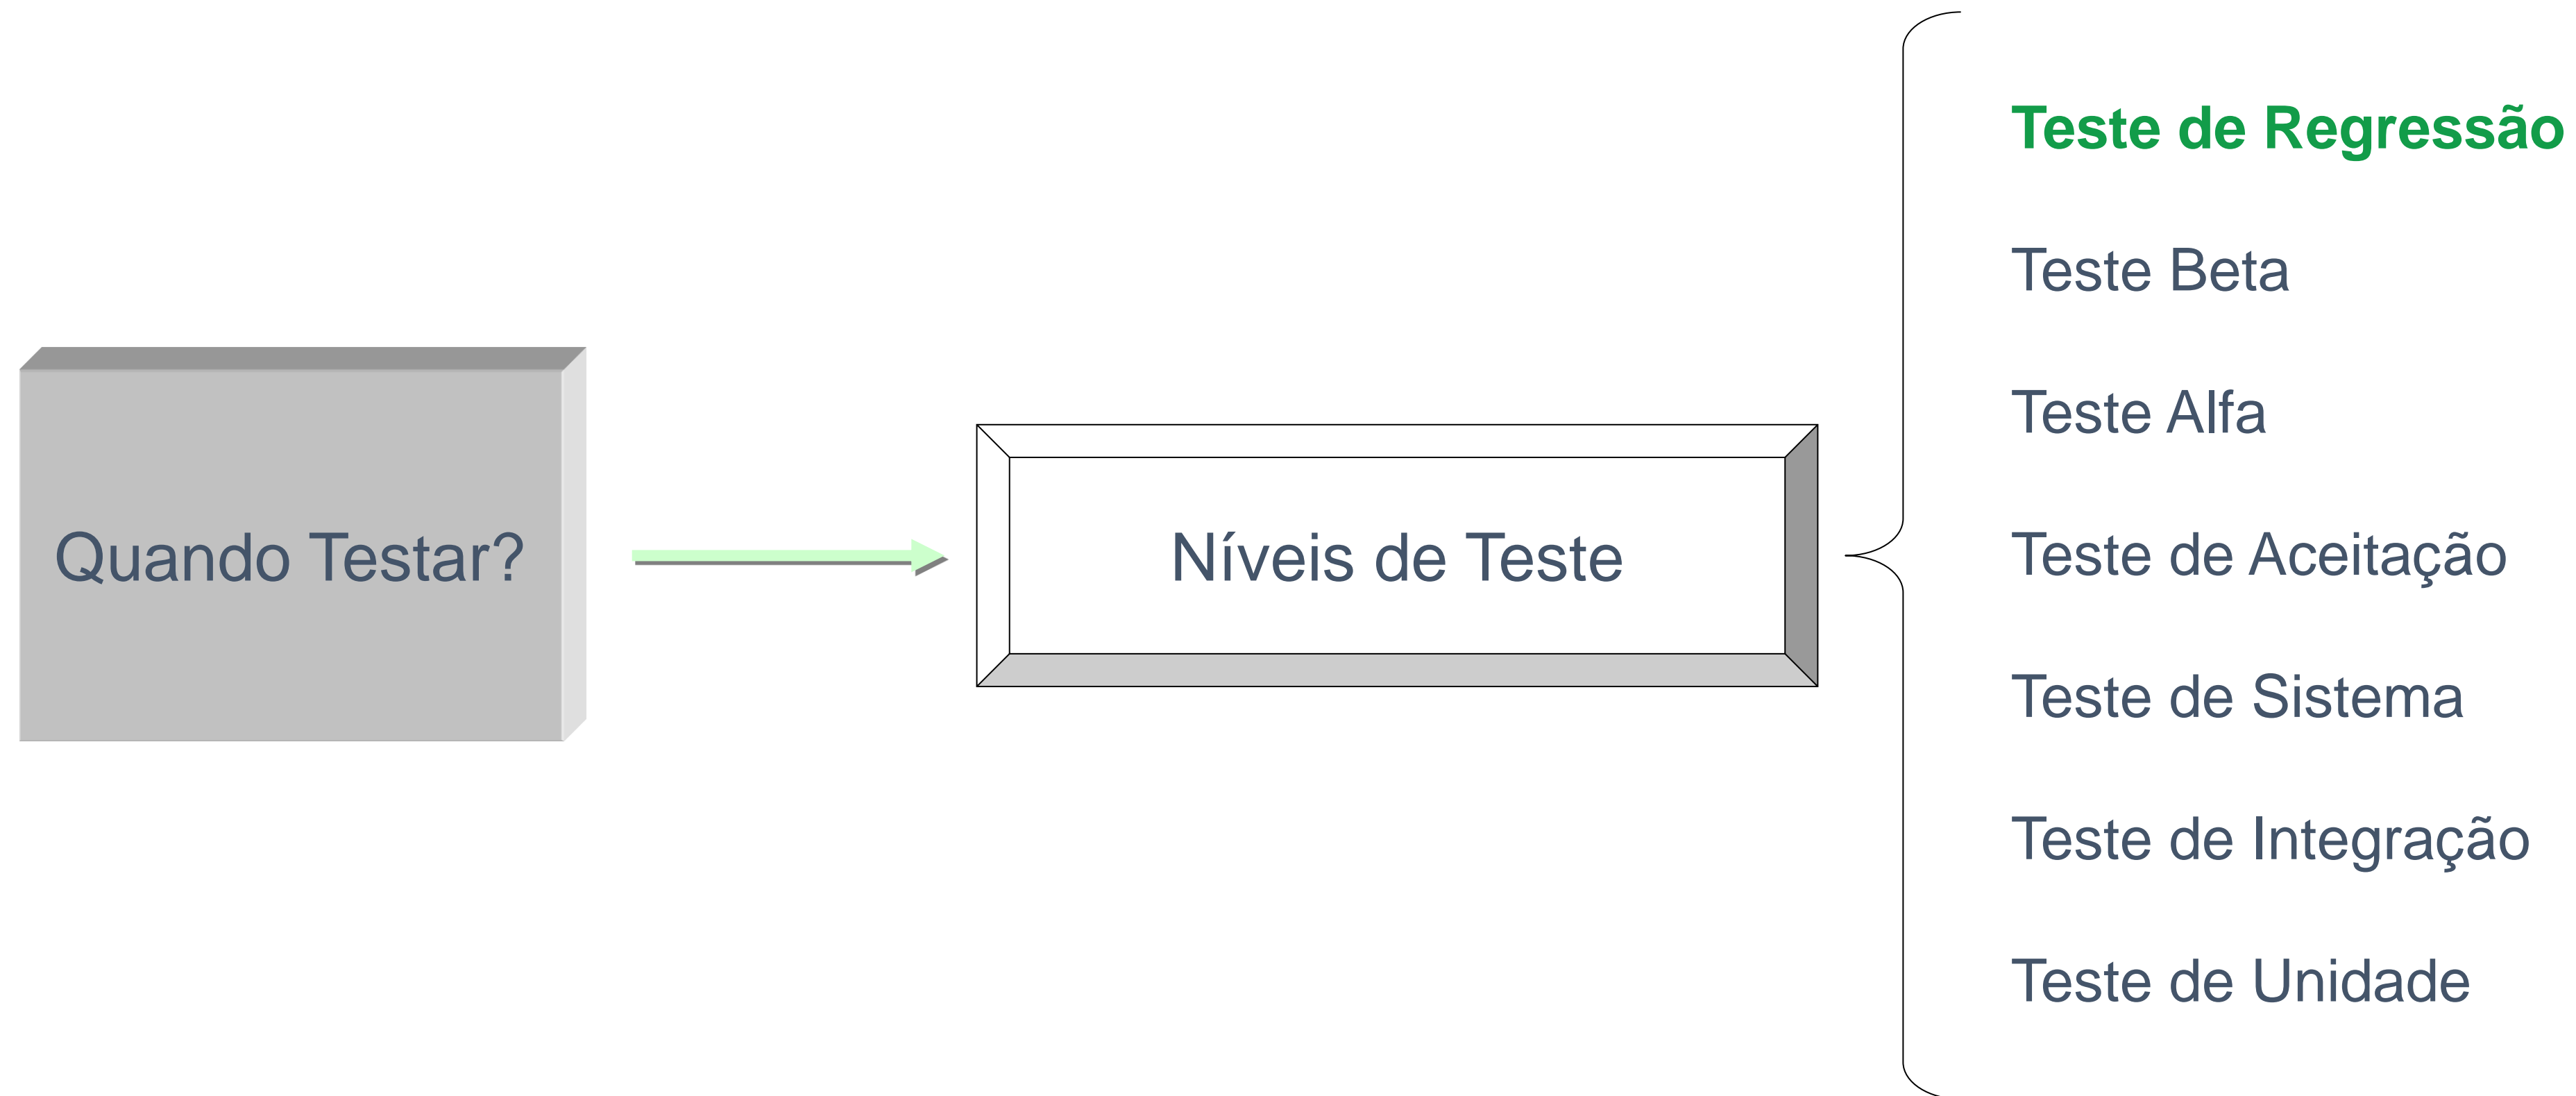 Quando Testar?
Níveis de Teste
Teste de Regressão
Teste Beta
Teste Alfa
Teste de Aceitação
Teste de Sistema
Teste de Integração
Teste de Unidade